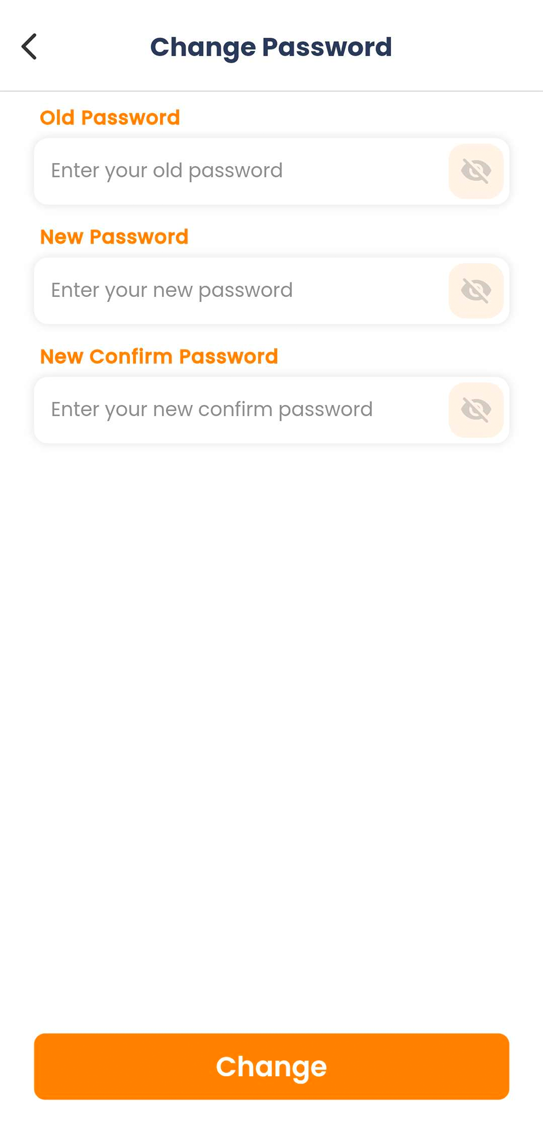 Change Password
Old Password
Enter your old password
New Password
Enter your new password
New Confirm Password
Enter your new confirm password
Change